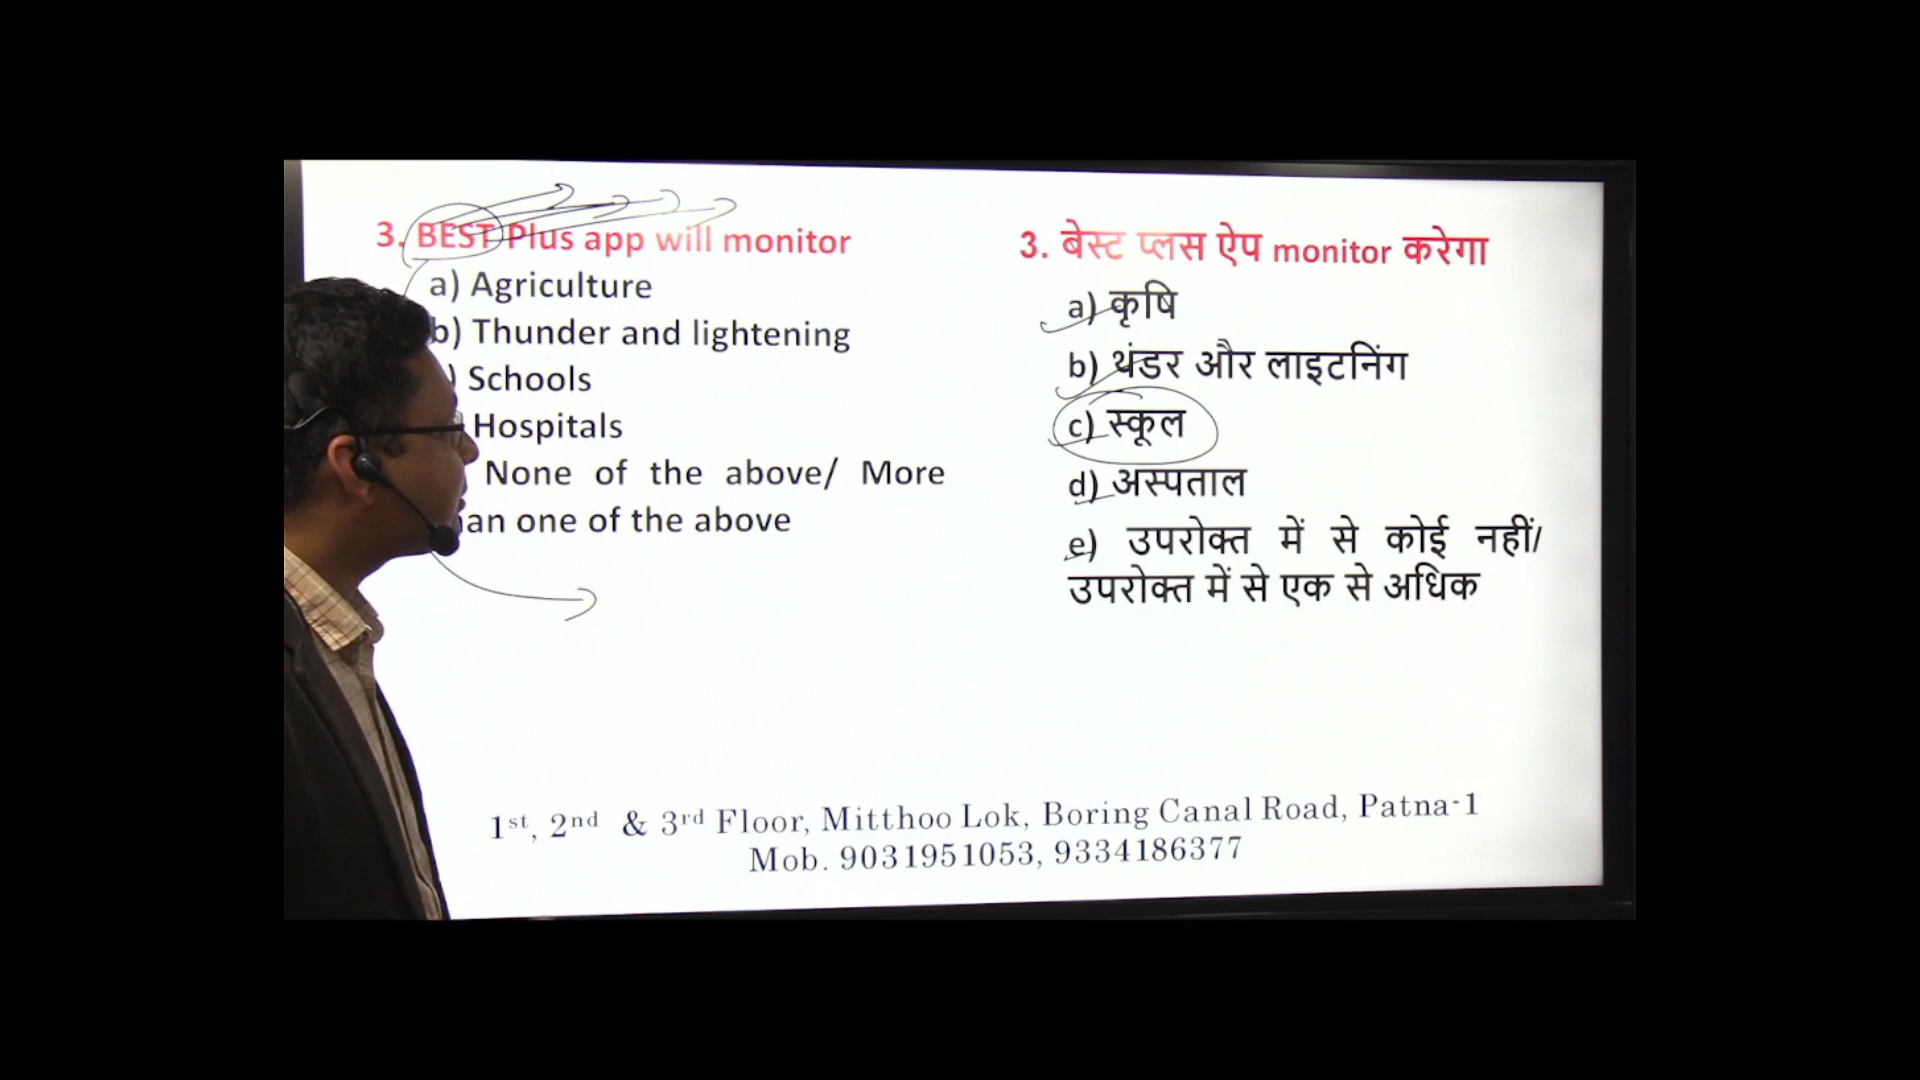 3. BEST Plus app will monitor
a) Agriculture
b) Thunder and lightening
) Schools
Hospitals
None of the above/ More
an one of the above
3. बेस्ट प्लस ऐप monitor करेगा
a) कृषि
b) थंडर और लाइटनिंग
c) स्कूल
d) अस्पताल
e) उपरोक्त में से कोई नहीं/
उपरोक्त में से एक से अधिक
1st, 2nd & 3rd Floor, Mitthoo Lok, Boring Canal Road, Patna-1
Mob. 9031951053, 9334186377